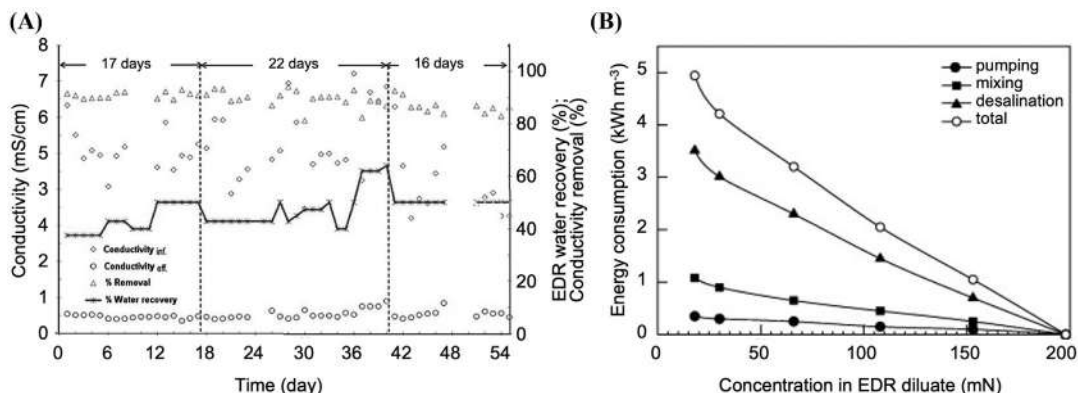 (A)
8
7
6
5
3
4
2
1
0
Conductivity (mS/cm)
17 days
22 days
16 days
100
80
60
40
20
0
EDR water recovery (%);
Conductivity removal (%)
Conductivity inf.
Conductivity eff.
% Removal
% Water recovery
0 6 12 18 24 30 36 42 48 54
Time (day)
(B)
5
4
3
2
1
0
Energy consumption (kWh m-3)
pumping
mixing
desalination
total
0 50 100 150 200
Concentration in EDR diluate (mN)